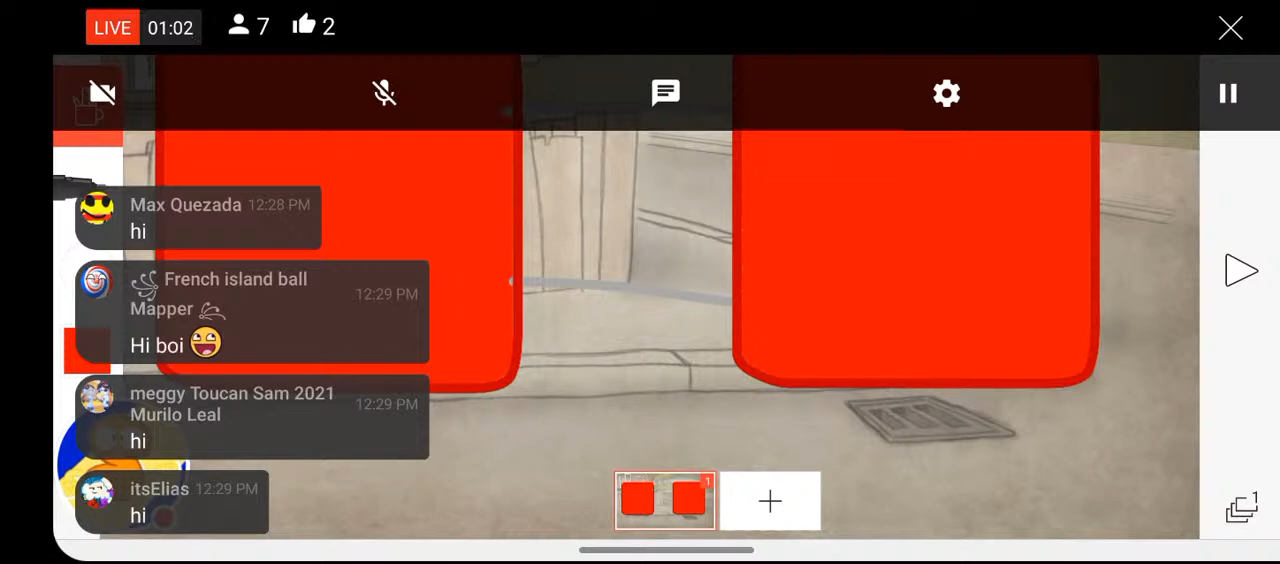 LIVE 01:02 7 2
Max Quezada 12:28 PM
hi
French island ball
Mapper 12:29 PM
Hi boi 😆
meggy Toucan Sam 2021
Murilo Leal 12:29 PM
hi
itsElias 12:29 PM
hi
1
1